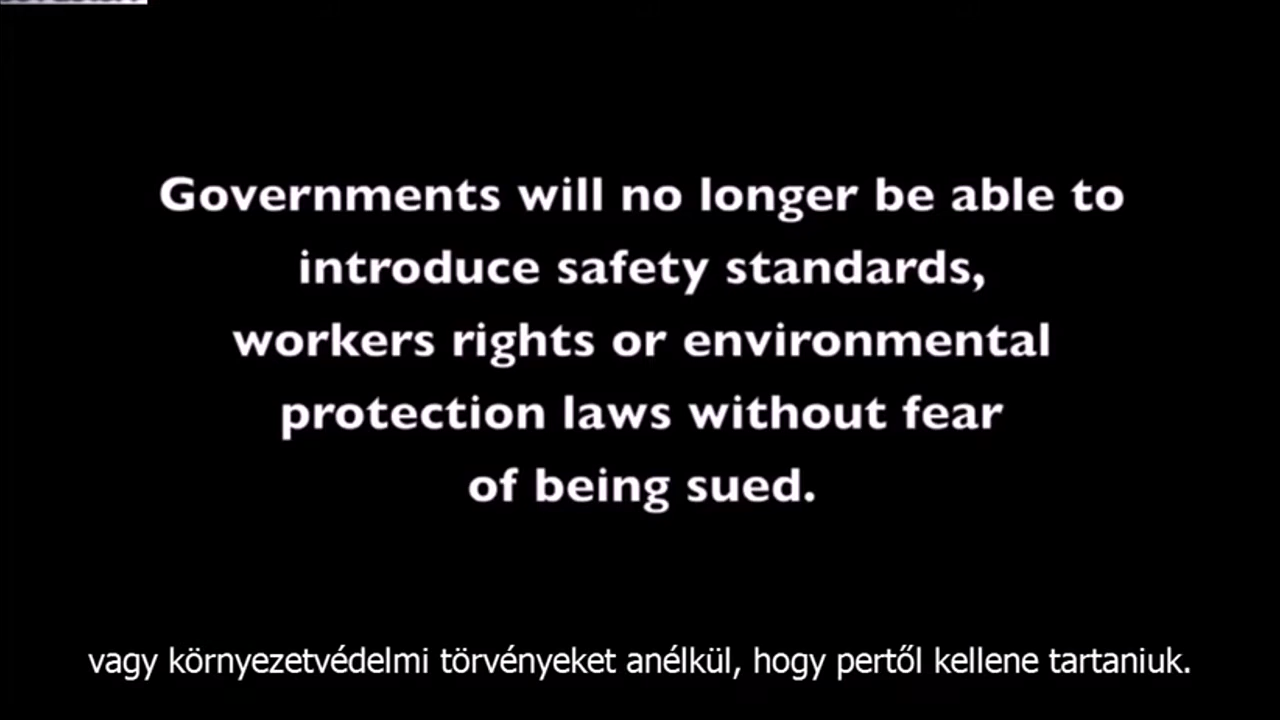 Governments will no longer be able to
introduce safety standards,
workers rights or environmental
protection laws without fear
of being sued.
vagy környezetvédelmi törvényeket anélkül, hogy pertől kellene tartaniuk.